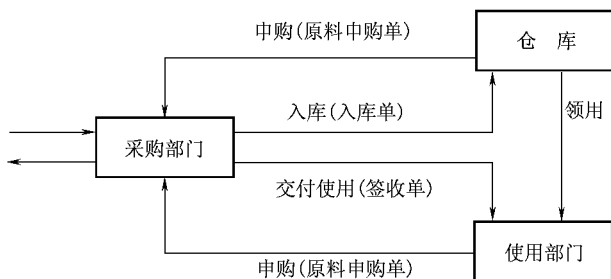 中购(原料中购单)
仓 库
入库(入库单)
领用
采购部门
交付使用(签收单)
使用部门
申购(原料申购单)